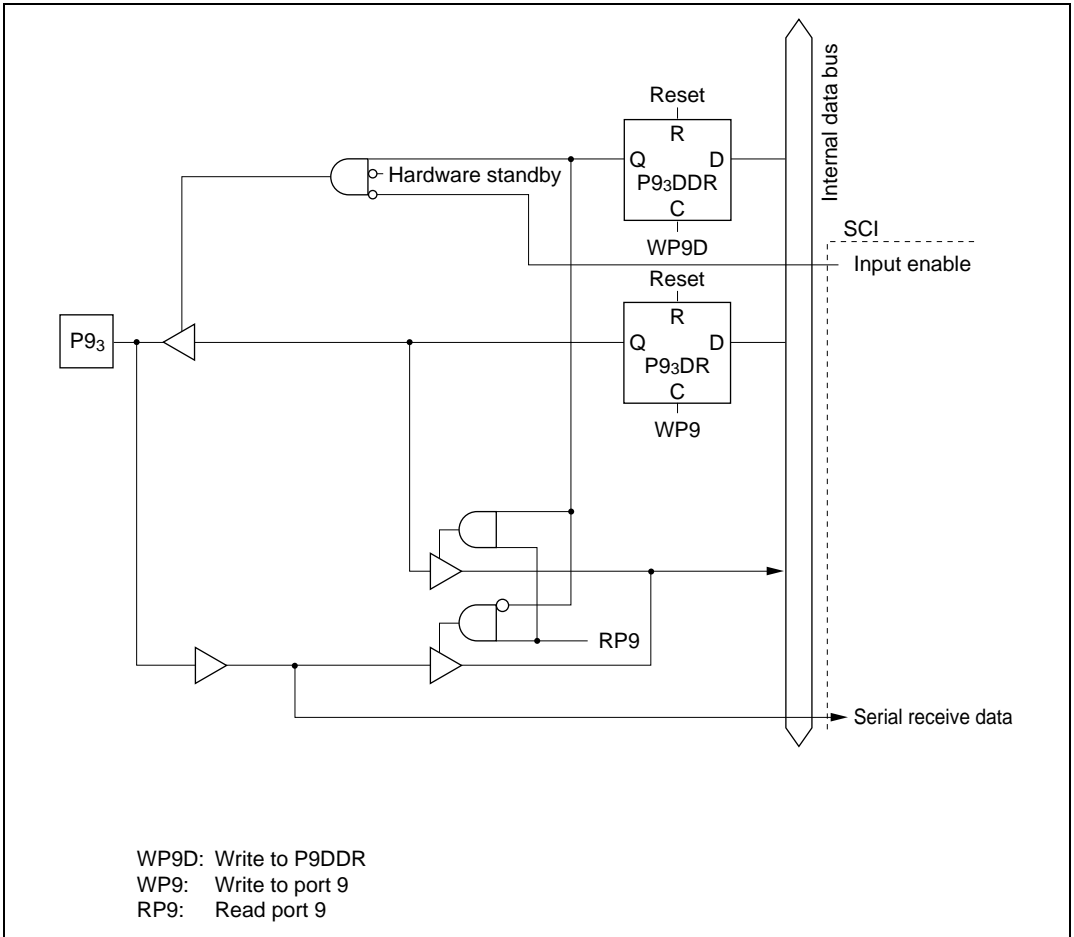 Reset
R
Q D
P9₃DDR
C
WP9D
Hardware standby
Internal data bus
SCI
Input enable
Reset
R
Q D
P9₃DR
C
WP9
P9₃
RP9
Serial receive data
WP9D: Write to P9DDR
WP9: Write to port 9
RP9: Read port 9